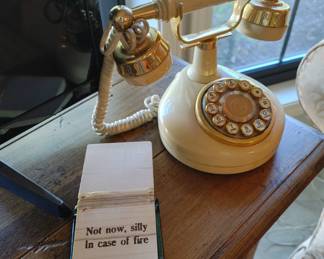 Not now, silly
In case of fire